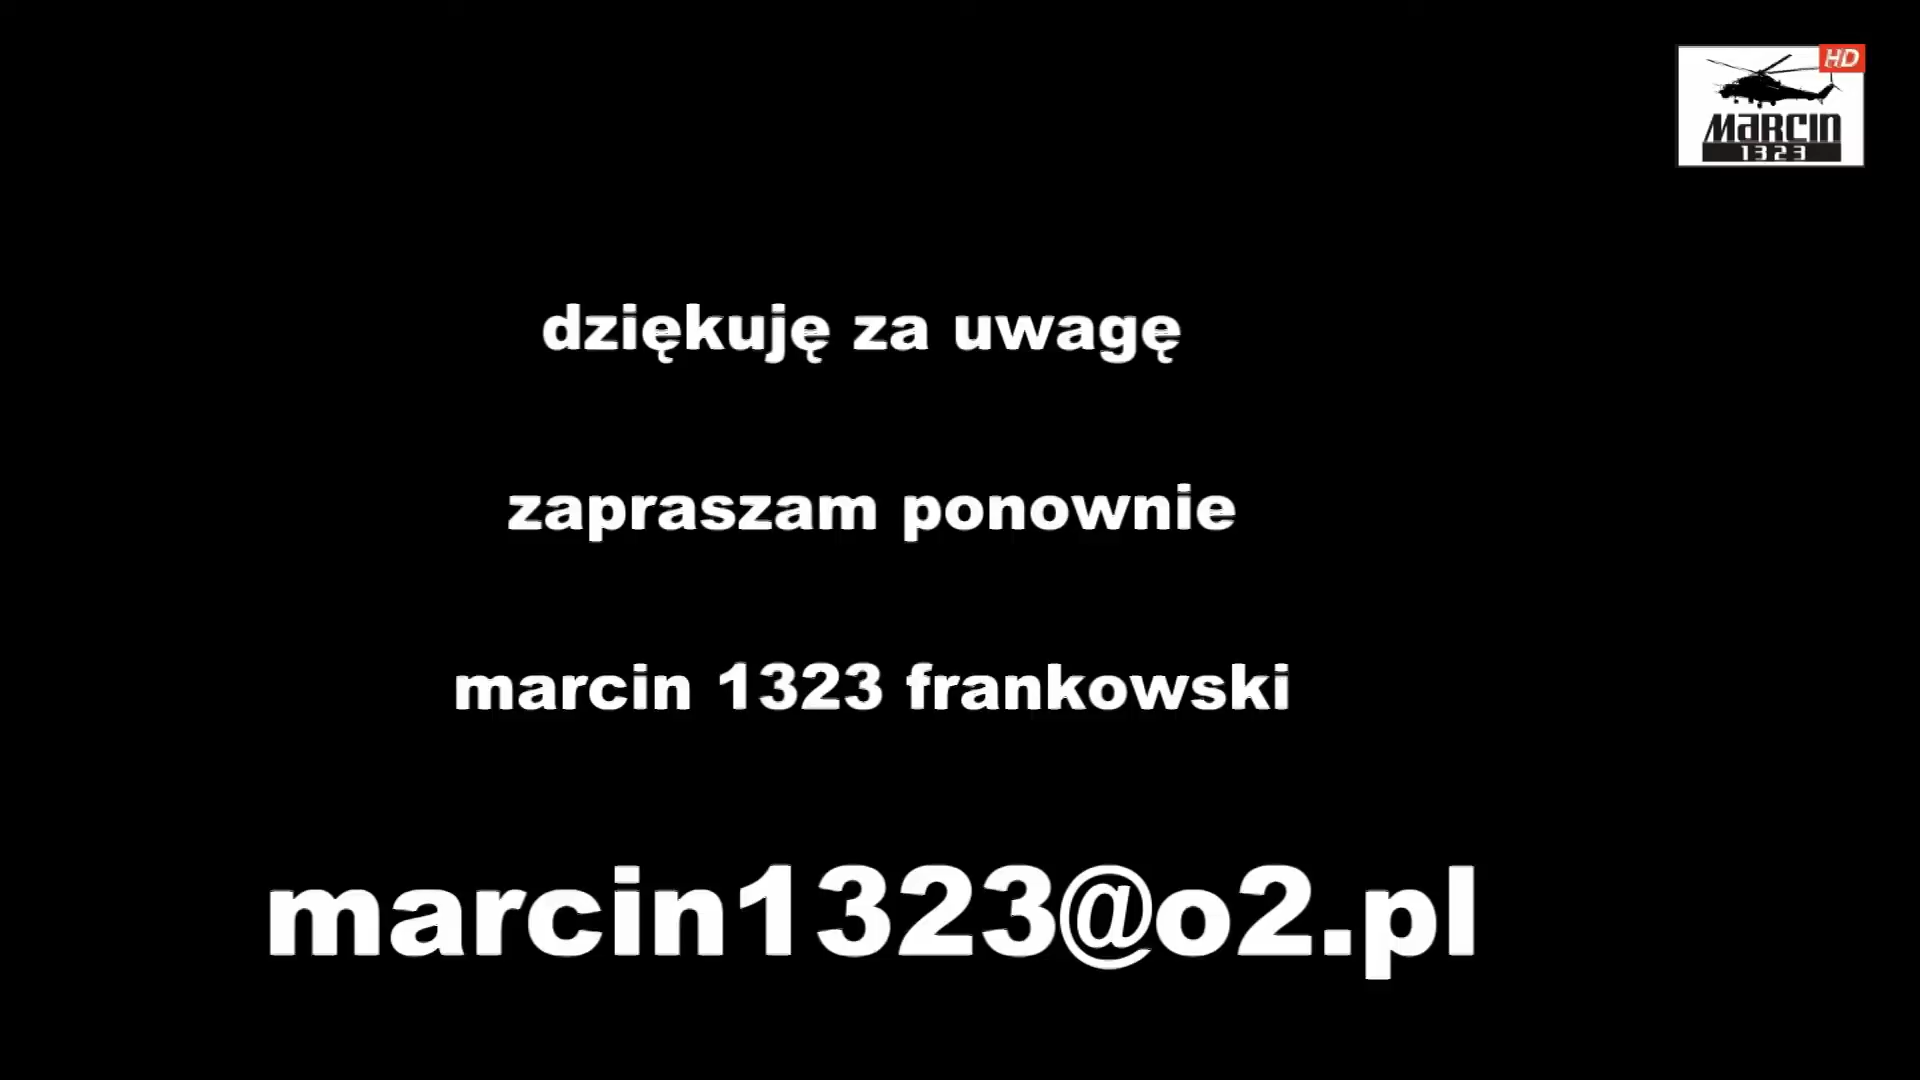 HD
MARCIN
1323
dziękuję za uwagę
zapraszam ponownie
marcin 1323 frankowski
marcin1323@o2.pl